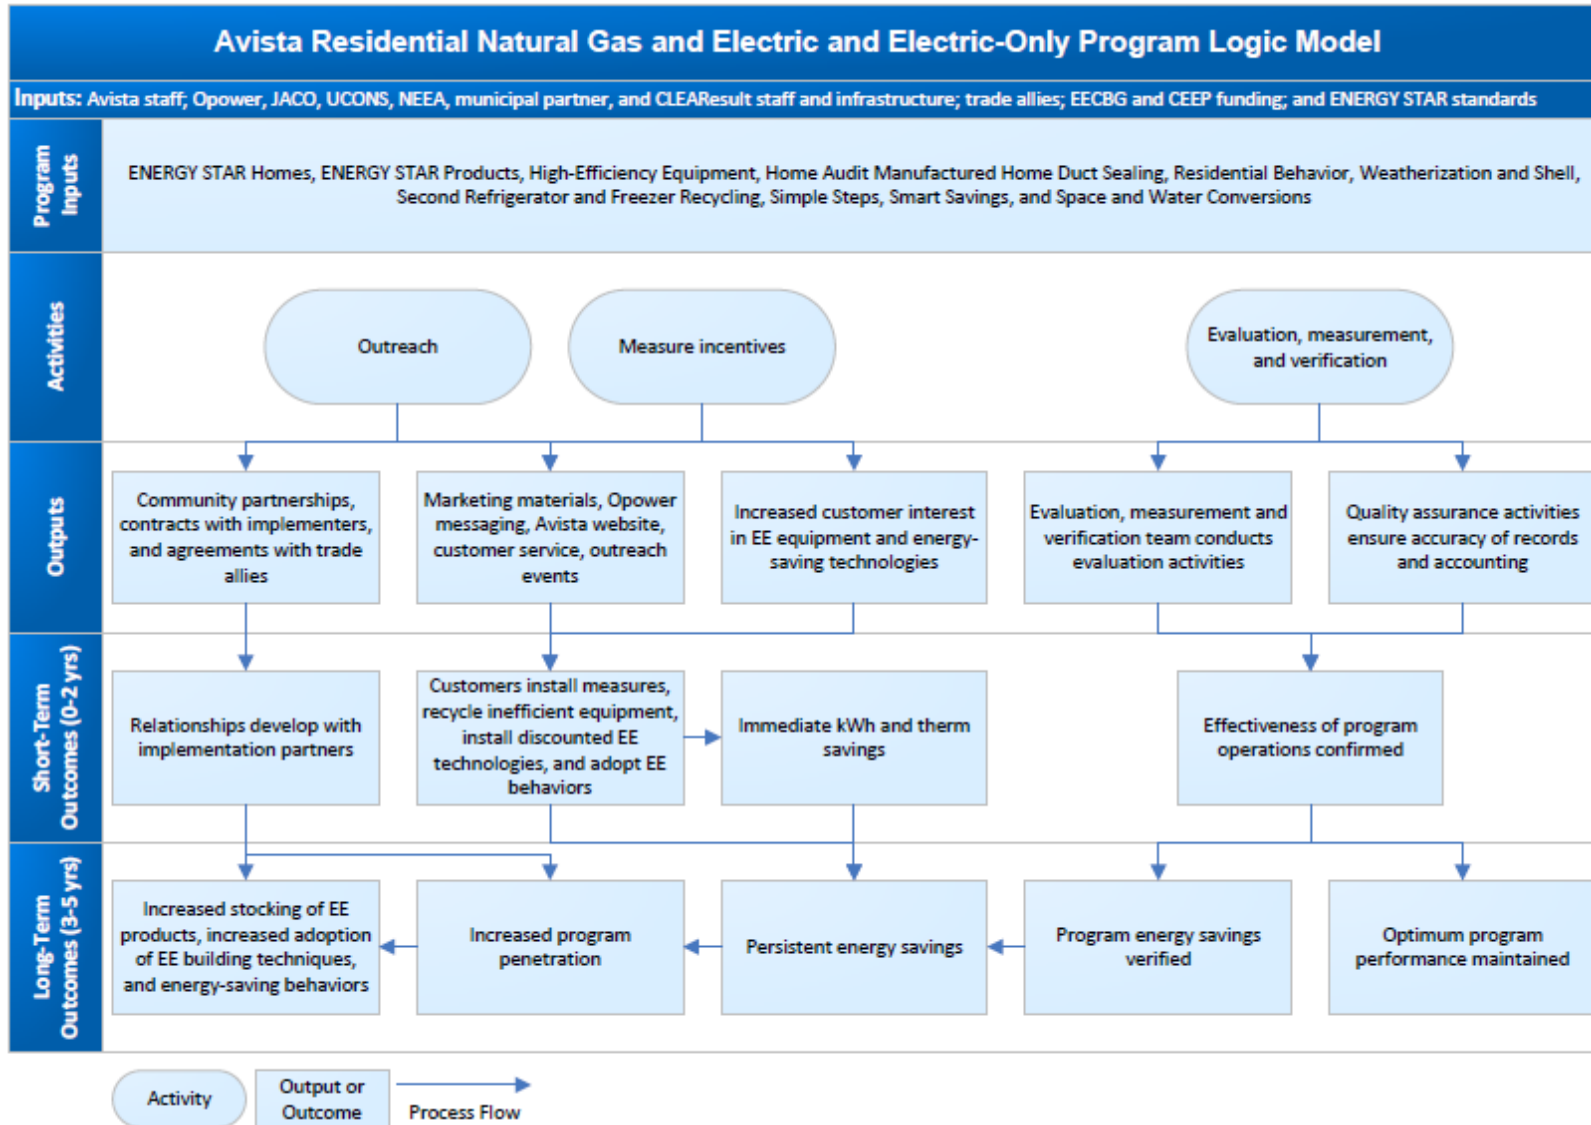 Avista Residential Natural Gas and Electric and Electric-Only Program Logic Model
Inputs: Avista staff; Opower, JACO, UCONS, NEEA, municipal partner, and CLEAResult staff and infrastructure; trade allies; EECBG and CEEP funding; and ENERGY STAR standards
Program
Inputs
ENERGY STAR Homes, ENERGY STAR Products, High-Efficiency Equipment, Home Audit Manufactured Home Duct Sealing, Residential Behavior, Weatherization and Shell,
Second Refrigerator and Freezer Recycling, Simple Steps, Smart Savings, and Space and Water Conversions
Activities
Outreach
Measure incentives
Evaluation, measurement,
and verification
Outputs
Community partnerships,
contracts with implementers,
and agreements with trade
allies
Marketing materials, Opower
messaging, Avista website,
customer service, outreach
events
Increased customer interest
in EE equipment and energy-
saving technologies
Evaluation, measurement and
verification team conducts
evaluation activities
Quality assurance activities
ensure accuracy of records
and accounting
Short-Term
Outcomes (0-2 yrs)
Relationships develop with
implementation partners
Customers install measures,
recycle inefficient equipment,
install discounted EE
technologies, and adopt EE
behaviors
Immediate kWh and therm
savings
Effectiveness of program
operations confirmed
Long-Term
Outcomes (3-5 yrs)
Increased stocking of EE
products, increased adoption
of EE building techniques,
and energy-saving behaviors
Increased program
penetration
Persistent energy savings
Program energy savings
verified
Optimum program
performance maintained
Activity
Output or
Outcome
Process Flow